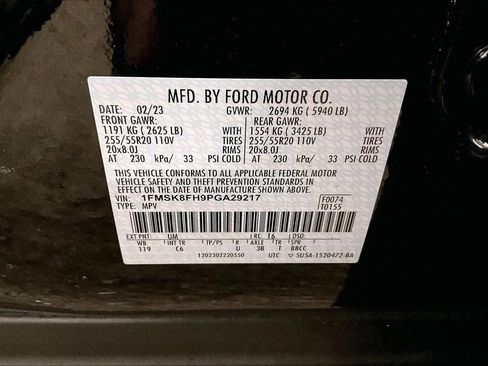 MFD. BY FORD MOTOR CO.
DATE: 02/23 GVWR: 2694 KG ( 5940 LB)
FRONT GAWR: REAR GAWR:
1191 KG ( 2625 LB) WITH 1554 KG ( 3425 LB) WITH
255/55R20 110V TIRES 255/55R20 110V TIRES
20x8.0J RIMS 20x8.0J RIMS
AT 230 kPa/ 33 PSI COLD AT 230 kPa/ 33 PSI COLD
THIS VEHICLE CONFORMS TO ALL APPLICABLE FEDERAL MOTOR
VEHICLE SAFETY AND THEFT PREVENTION STANDARDS IN EFFECT
ON THE DATE OF MANUFACTURE SHOWN ABOVE.
VIN: 1FMSK8FH9PGA29217 F0074
TYPE: MPV T0155
EXT PNT: UM RC: 16 DSO:
WB INT TR TP/PS R AXLE TR SPR
119 C6 U 3B T BBCC
1202302220550 UTC 5USA-1520472-BA